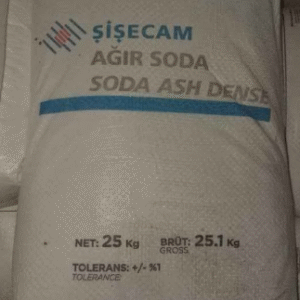 ŞİŞECAM
AĞIR SODA
SODA ASH DENSE
NET: 25 Kg BRÜT: 25.1 Kg
GROSS
TOLERANS: +/- %1
TOLERANCE: